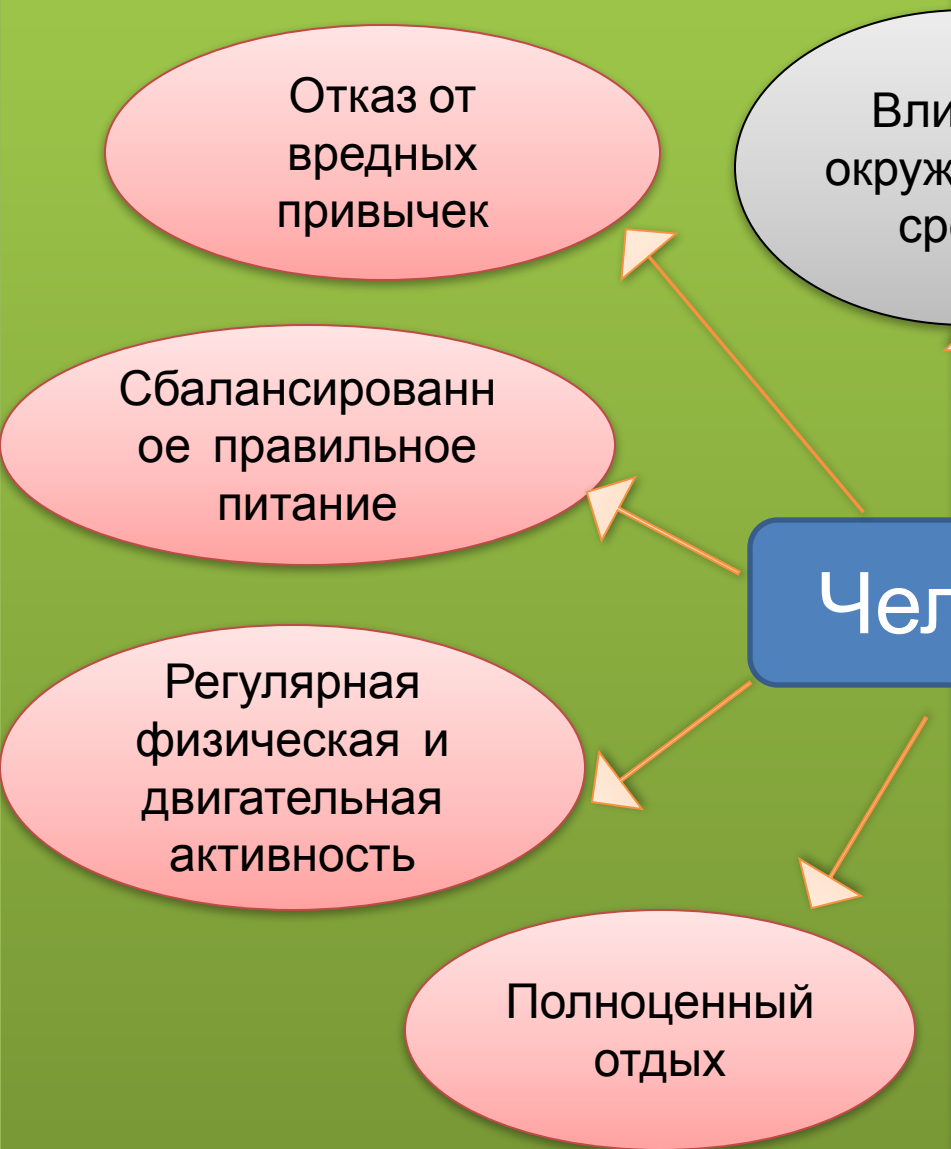 Отказ от
вредных
привычек
Сбалансированн
ое правильное
питание
Регулярная
физическая и
двигательная
активность
Полноценный
отдых